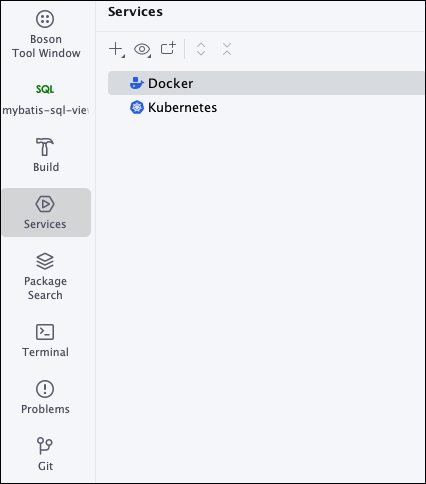 Services
Boson
Tool Window
SQL
mybatis-sql-vie
Build
Services
Package
Search
Terminal
Problems
Git
Docker
Kubernetes